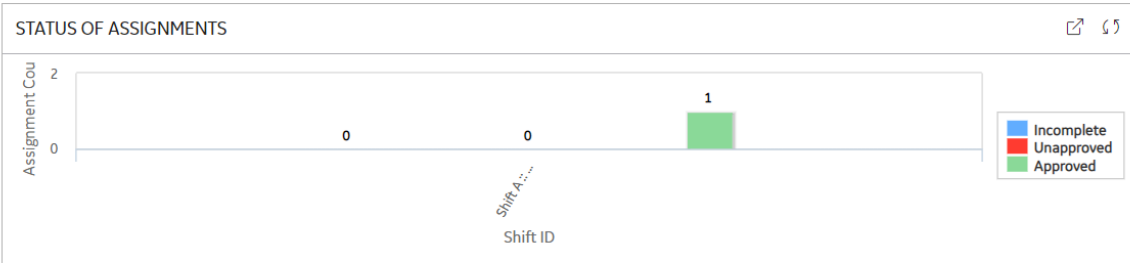 STATUS OF ASSIGNMENTS
Assignment Cou
2
0
0
0
1
Shift A :: ...
Shift ID
Incomplete
Unapproved
Approved